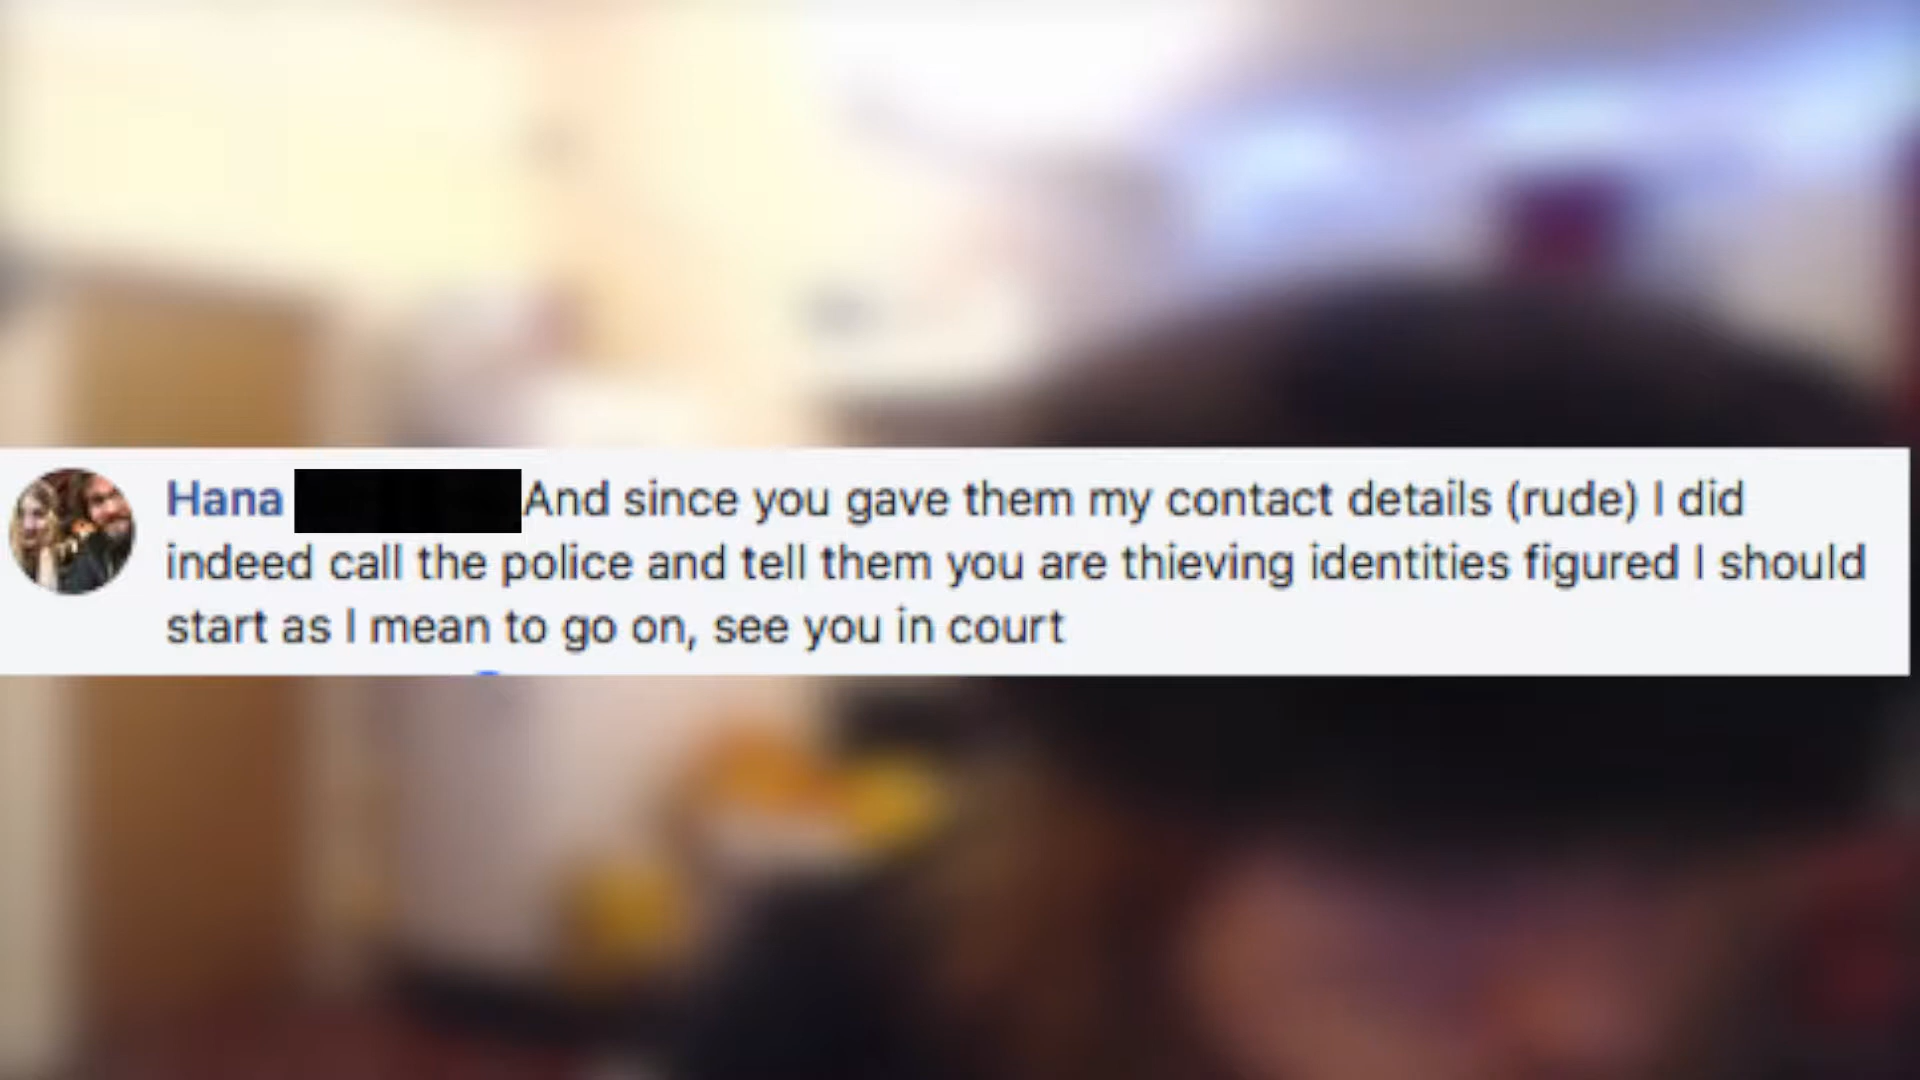 Hana And since you gave them my contact details (rude) I did
indeed call the police and tell them you are thieving identities figured I should
start as I mean to go on, see you in court